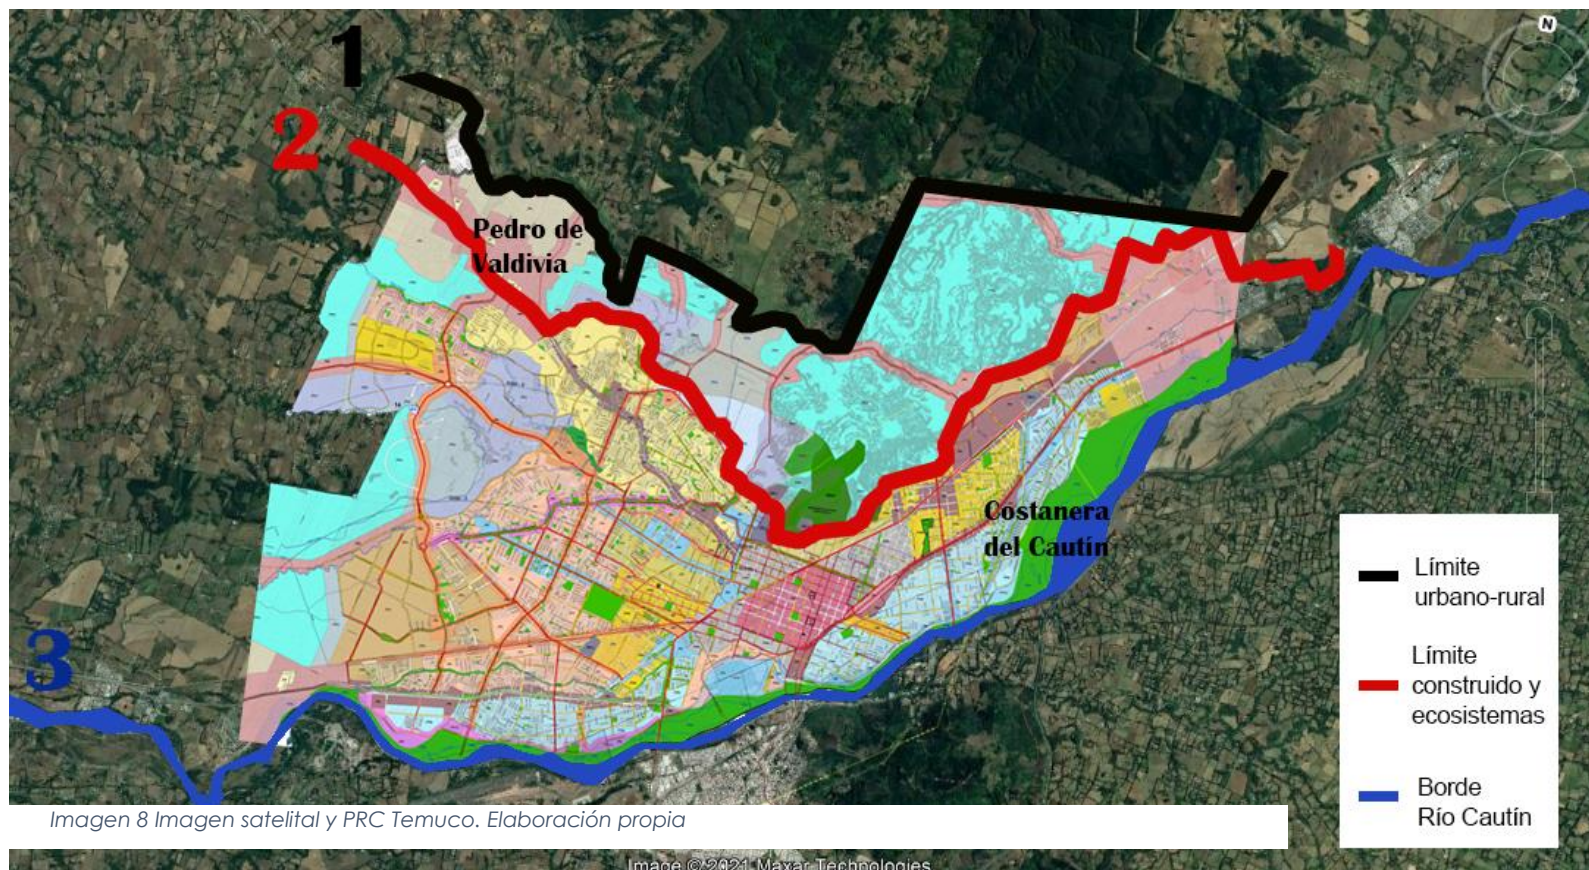 N
1
2
Pedro de
Valdivia
Costanera
del Cautín
3
Límite
urbano-rural
Límite
construido y
ecosistemas
Borde
Río Cautín
Imagen 8 Imagen satelital y PRC Temuco. Elaboración propia
Image © 2021 Maxar Technologies